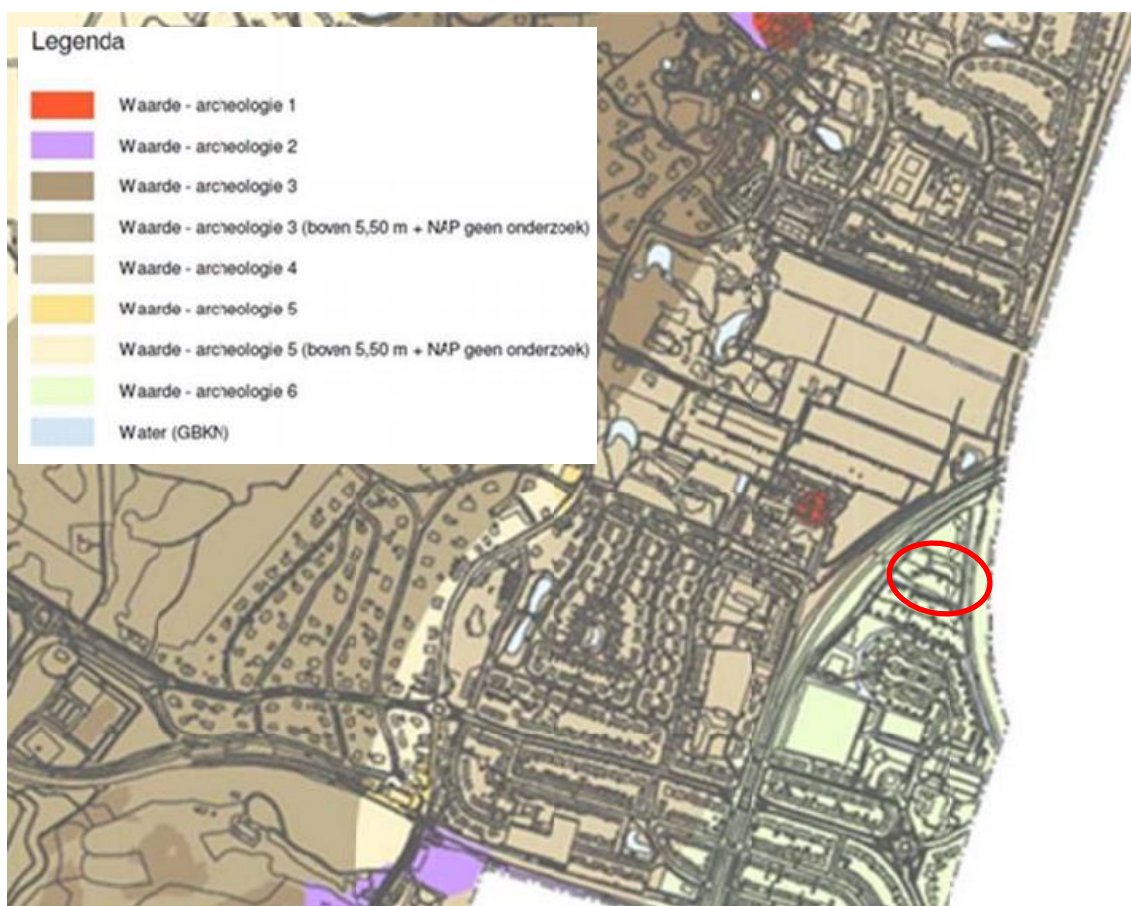 Legenda
Waarde - archeologie 1
Waarde - archeologie 2
Waarde - archeologie 3
Waarde - archeologie 3 (boven 5,50 m + NAP geen onderzoek)
Waarde - archeologie 4
Waarde - archeologie 5
Waarde - archeologie 5 (boven 5,50 m + NAP geen onderzoek)
Waarde - archeologie 6
Water (GBKN)